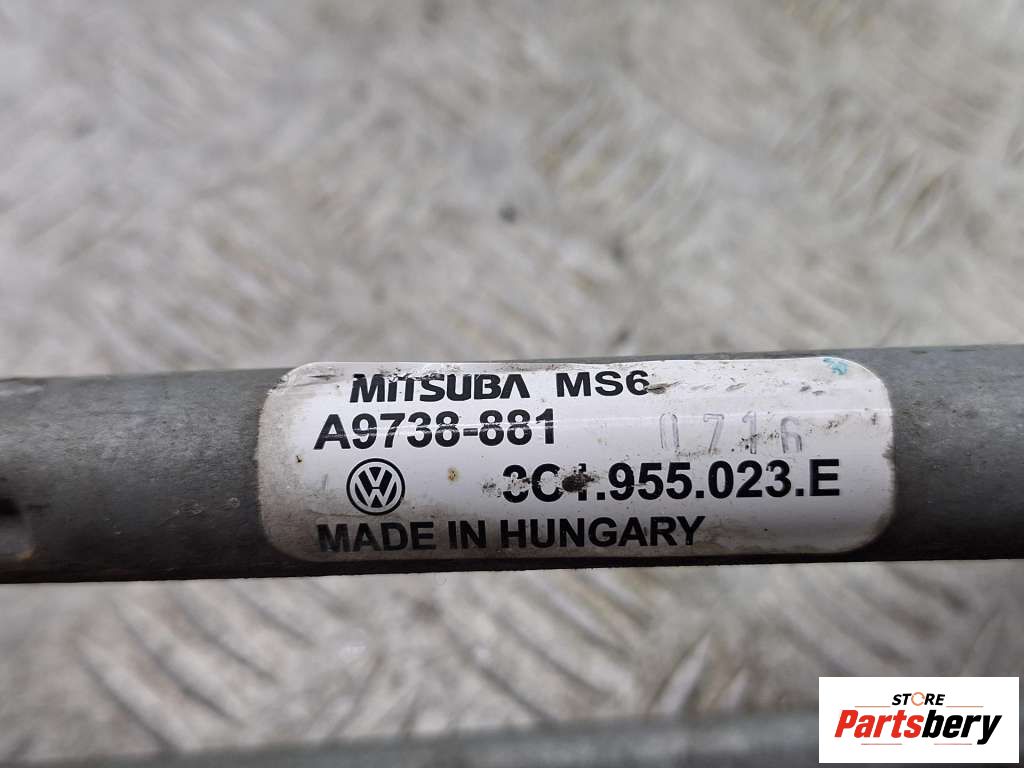 MITSUBA MS6
A9738-881 0716
3C1.955.023.E
MADE IN HUNGARY
STORE
Partsbery